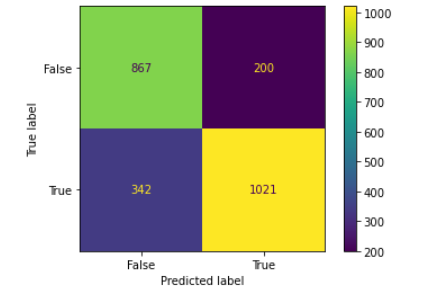 True label
False
867
200
True
342
1021
False
True
Predicted label
1000
900
800
700
600
500
400
300
200